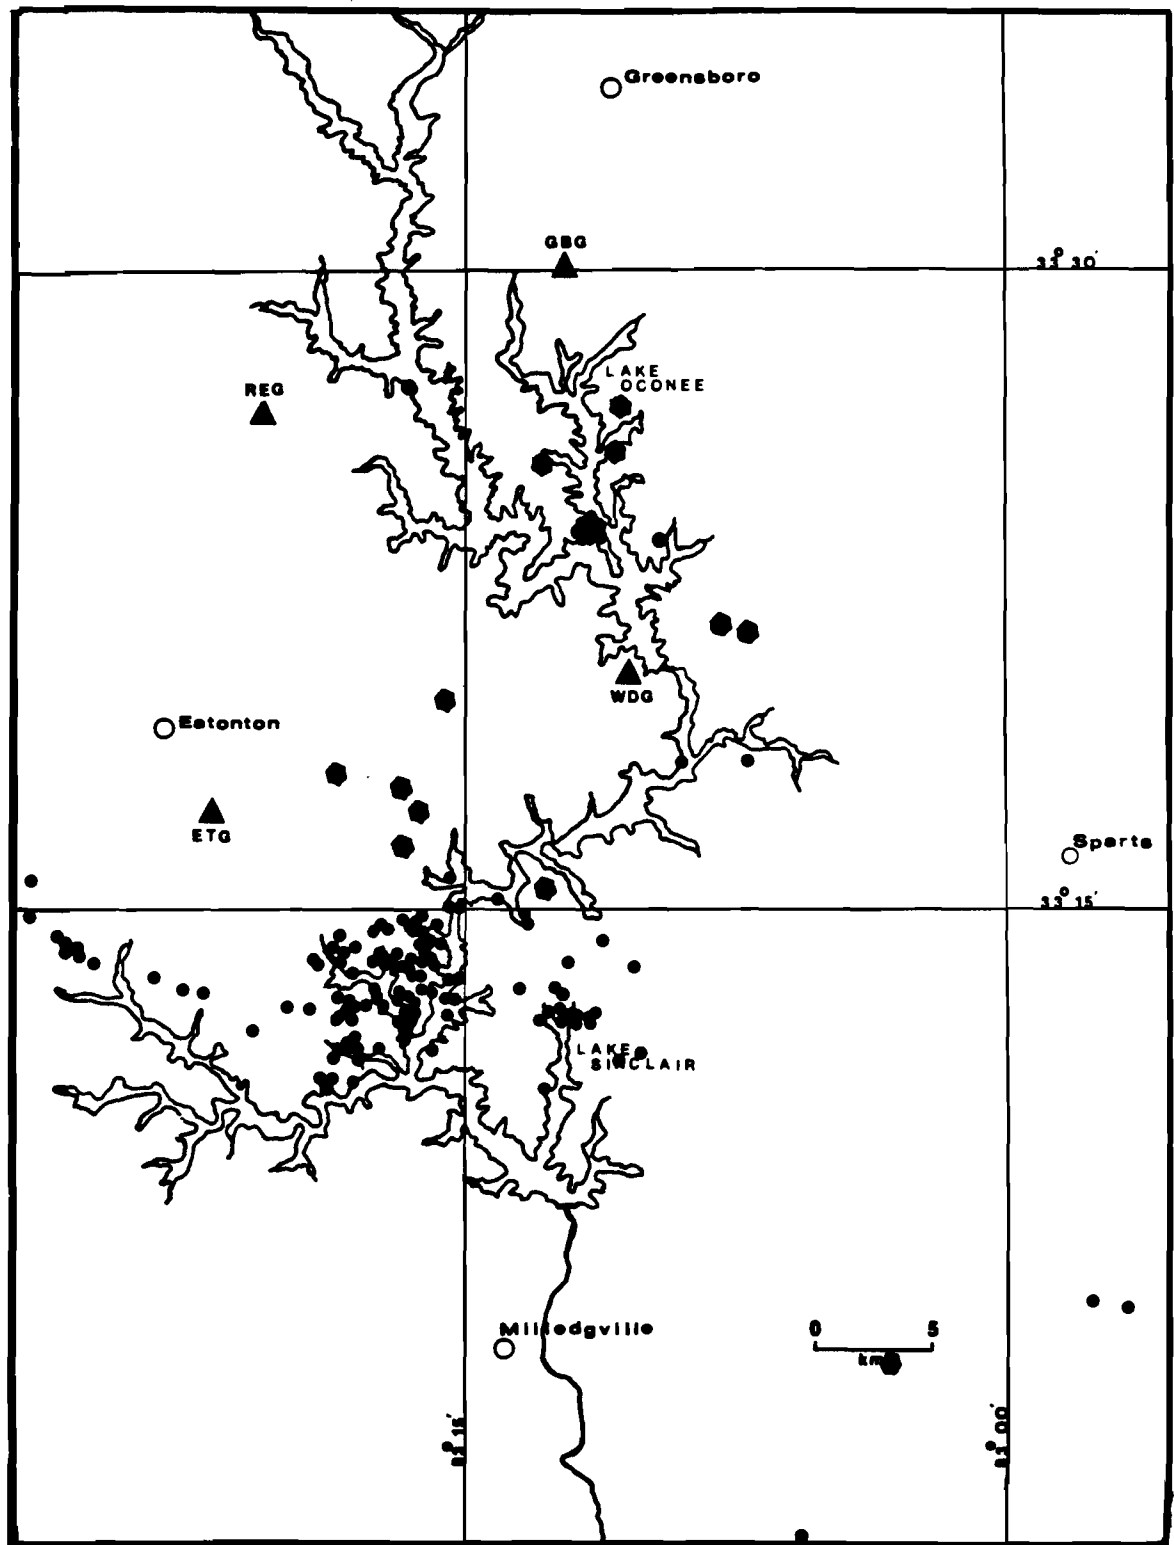 Greensboro
GBG
33° 30'
LAKE
OCONEE
REG
WDG
Eatonton
ETG
Sparta
33° 15'
LAKE
SINCLAIR
Milledgville
0 5
km
83° 15'
83° 00'